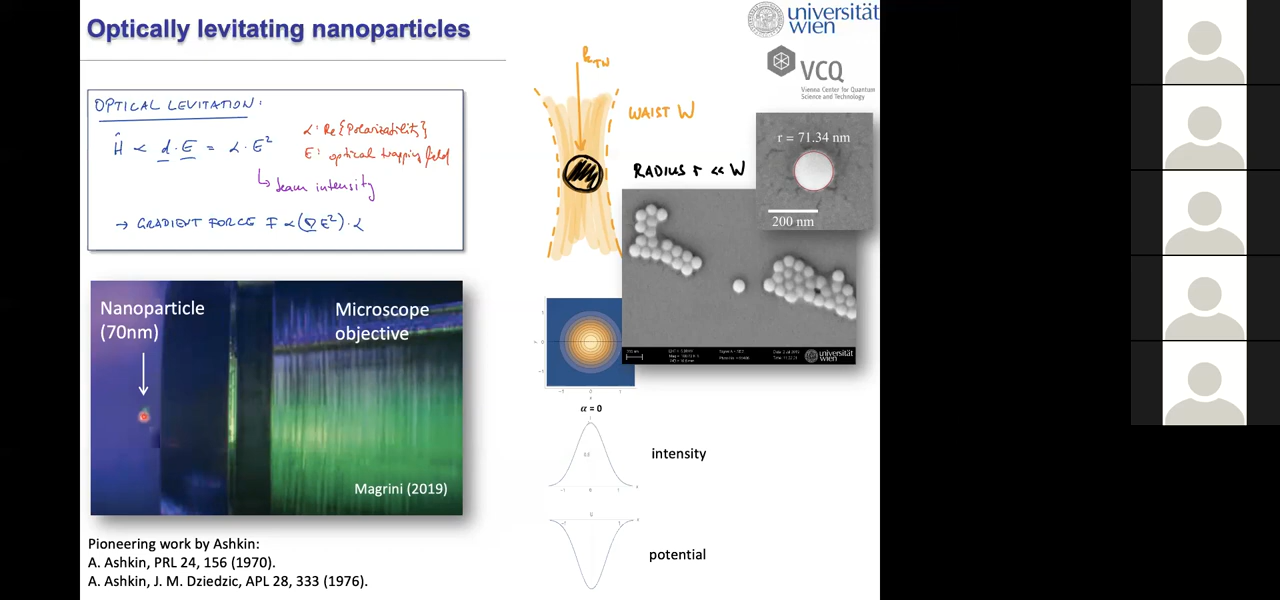 Optically levitating nanoparticles
universität
wien
VCQ
Vienna Center for Quantum
Science and Technology
OPTICAL LEVITATION:
Ĥ ∝ d · E = α · E²
α: Re{Polarizability}
E: optical trapping field
↳ beam intensity
→ GRADIENT FORCE F ∝ (∇E²) · α
WAIST W
RADIUS r << W
r = 71.34 nm
200 nm
universität
wien
Nanoparticle
(70nm)
Microscope
objective
Magrini (2019)
α = 0
intensity
potential
Pioneering work by Ashkin:
A. Ashkin, PRL 24, 156 (1970).
A. Ashkin, J. M. Dziedzic, APL 28, 333 (1976).